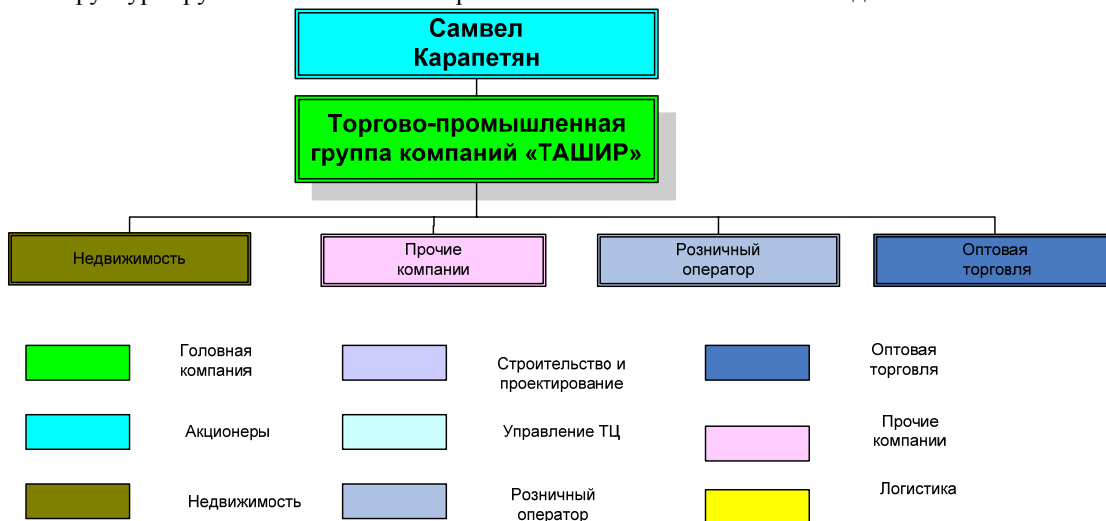 Самвел
Карапетян
Торгово-промышленная
группа компаний «ТАШИР»
Недвижимость
Прочие
компании
Розничный
оператор
Оптовая
торговля
Головная
компания
Строительство и
проектирование
Оптовая
торговля
Акционеры
Управление ТЦ
Прочие
компании
Недвижимость
Розничный
оператор
Логистика